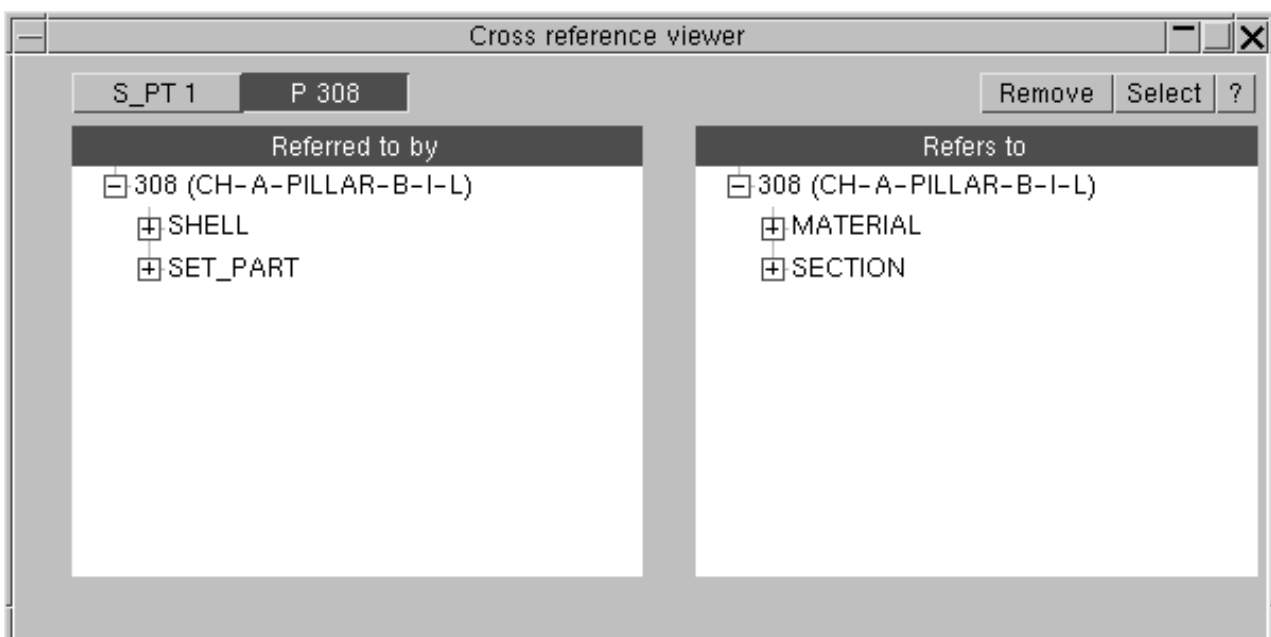 Cross reference viewer
S_PT 1 P 308 Remove Select ?
Referred to by Refers to
308 (CH-A-PILLAR-B-I-L) 308 (CH-A-PILLAR-B-I-L)
SHELL MATERIAL
SET_PART SECTION